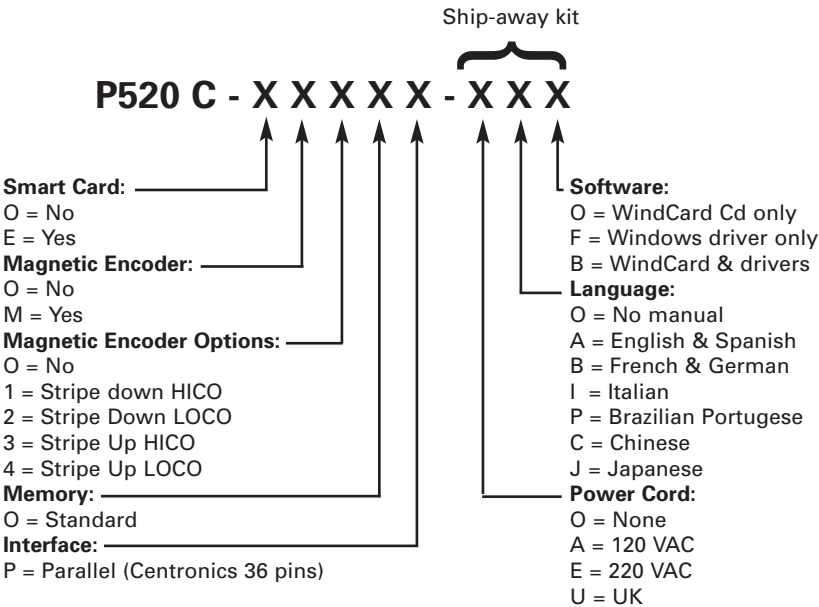 Ship-away kit
P520 C - X X X X X - X X X
Smart Card:
O = No
E = Yes
Magnetic Encoder:
O = No
M = Yes
Magnetic Encoder Options:
O = No
1 = Stripe down HICO
2 = Stripe Down LOCO
3 = Stripe Up HICO
4 = Stripe Up LOCO
Memory:
O = Standard
Interface:
P = Parallel (Centronics 36 pins)
Software:
O = WindCard Cd only
F = Windows driver only
B = WindCard & drivers
Language:
O = No manual
A = English & Spanish
B = French & German
I = Italian
P = Brazilian Portugese
C = Chinese
J = Japanese
Power Cord:
O = None
A = 120 VAC
E = 220 VAC
U = UK